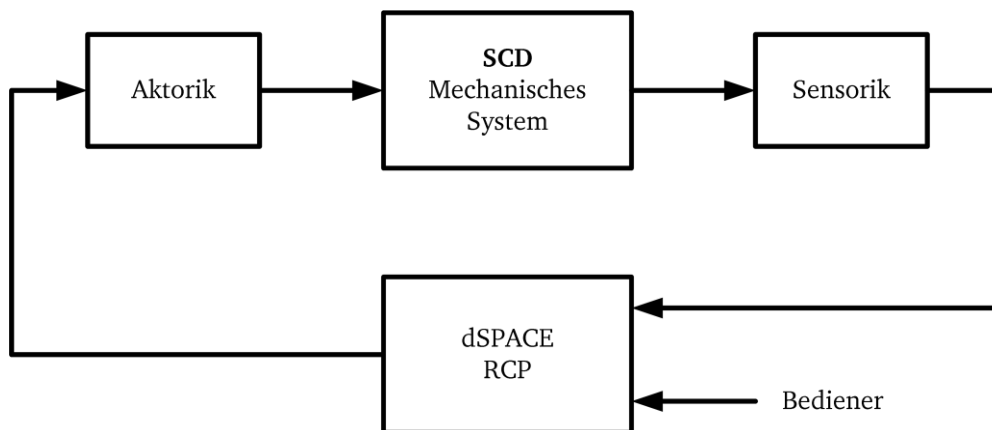 Aktorik
SCD
Mechanisches
System
Sensorik
dSPACE
RCP
Bediener